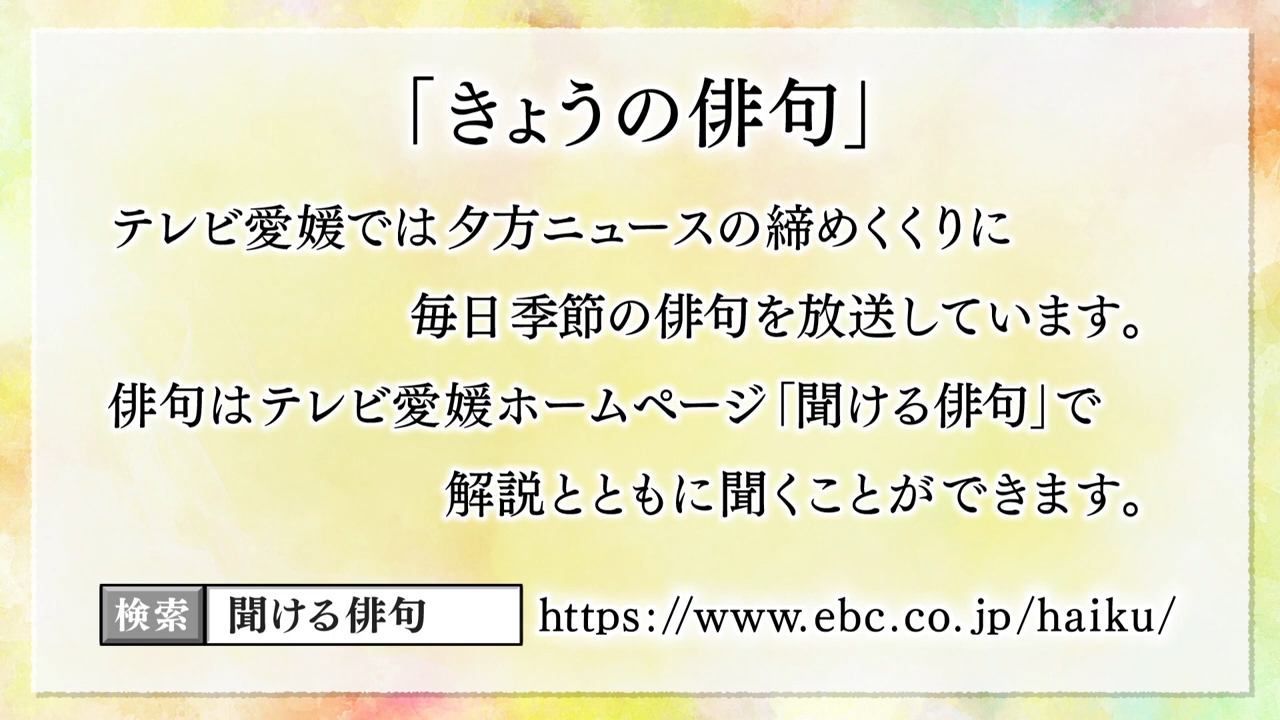 「きょうの俳句」
テレビ愛媛では夕方ニュースの締めくくりに
毎日季節の俳句を放送しています。
俳句はテレビ愛媛ホームページ「聞ける俳句」で
解説とともに聞くことができます。
検索 聞ける俳句 https://www.ebc.co.jp/haiku/